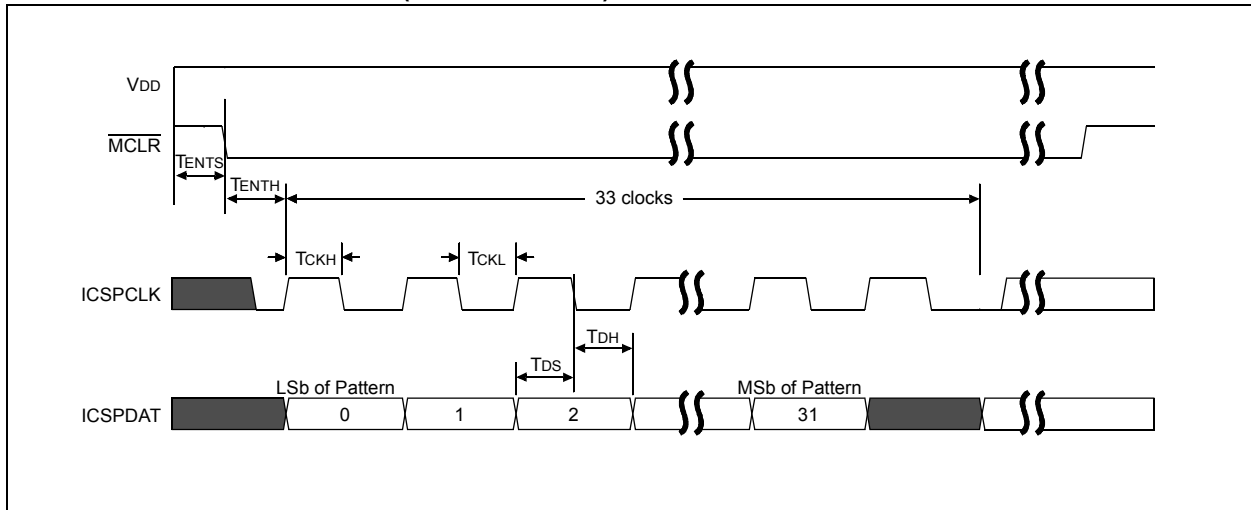 VDD
MCLR
TENTS
TENTH
33 clocks
TCKH
TCKL
ICSPCLK
TDH
TDS
LSb of Pattern
MSb of Pattern
ICSPDAT
0
1
2
31